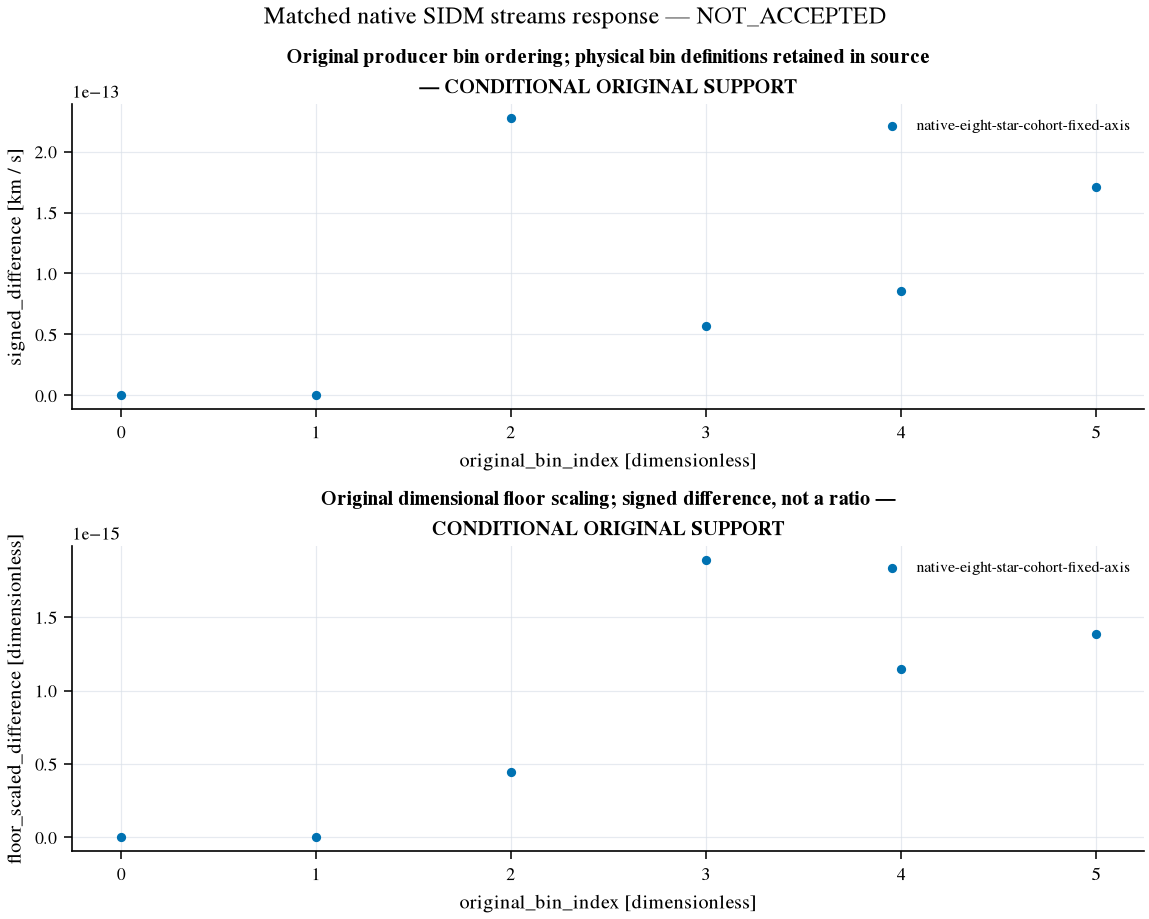 Matched native SIDM streams response — NOT_ACCEPTED
Original producer bin ordering; physical bin definitions retained in source
— CONDITIONAL ORIGINAL SUPPORT
1e−13
native-eight-star-cohort-fixed-axis
signed_difference [km / s]
2.0
1.5
1.0
0.5
0.0
0 1 2 3 4 5
original_bin_index [dimensionless]
Original dimensional floor scaling; signed difference, not a ratio —
CONDITIONAL ORIGINAL SUPPORT
1e−15
native-eight-star-cohort-fixed-axis
floor_scaled_difference [dimensionless]
1.5
1.0
0.5
0.0
0 1 2 3 4 5
original_bin_index [dimensionless]